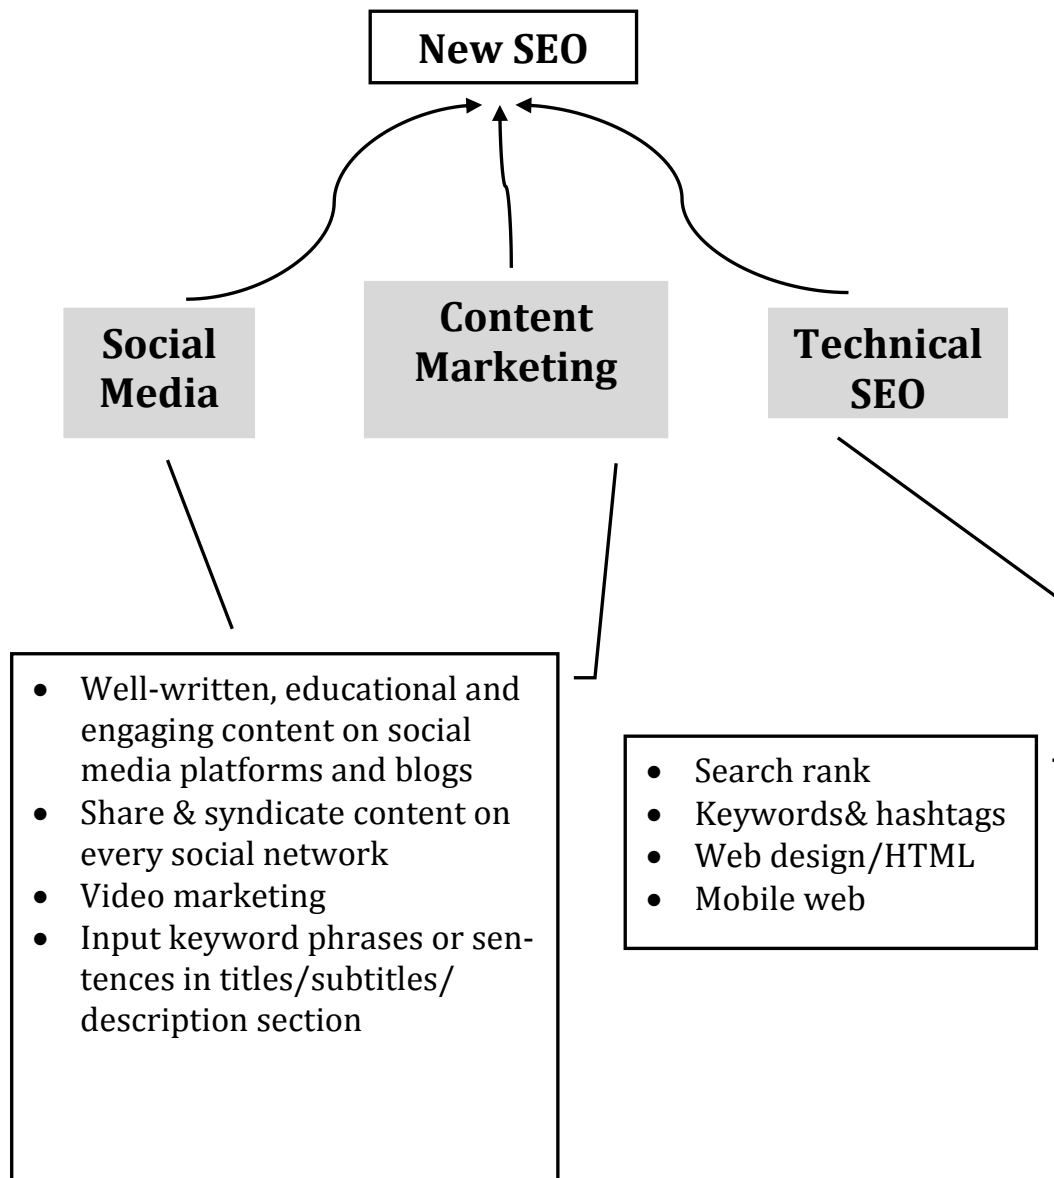 New SEO
Social
Media
Content
Marketing
Technical
SEO
• Well-written, educational and
engaging content on social
media platforms and blogs
• Share & syndicate content on
every social network
• Video marketing
• Input keyword phrases or sen-
tences in titles/subtitles/
description section
• Search rank
• Keywords& hashtags
• Web design/HTML
• Mobile web